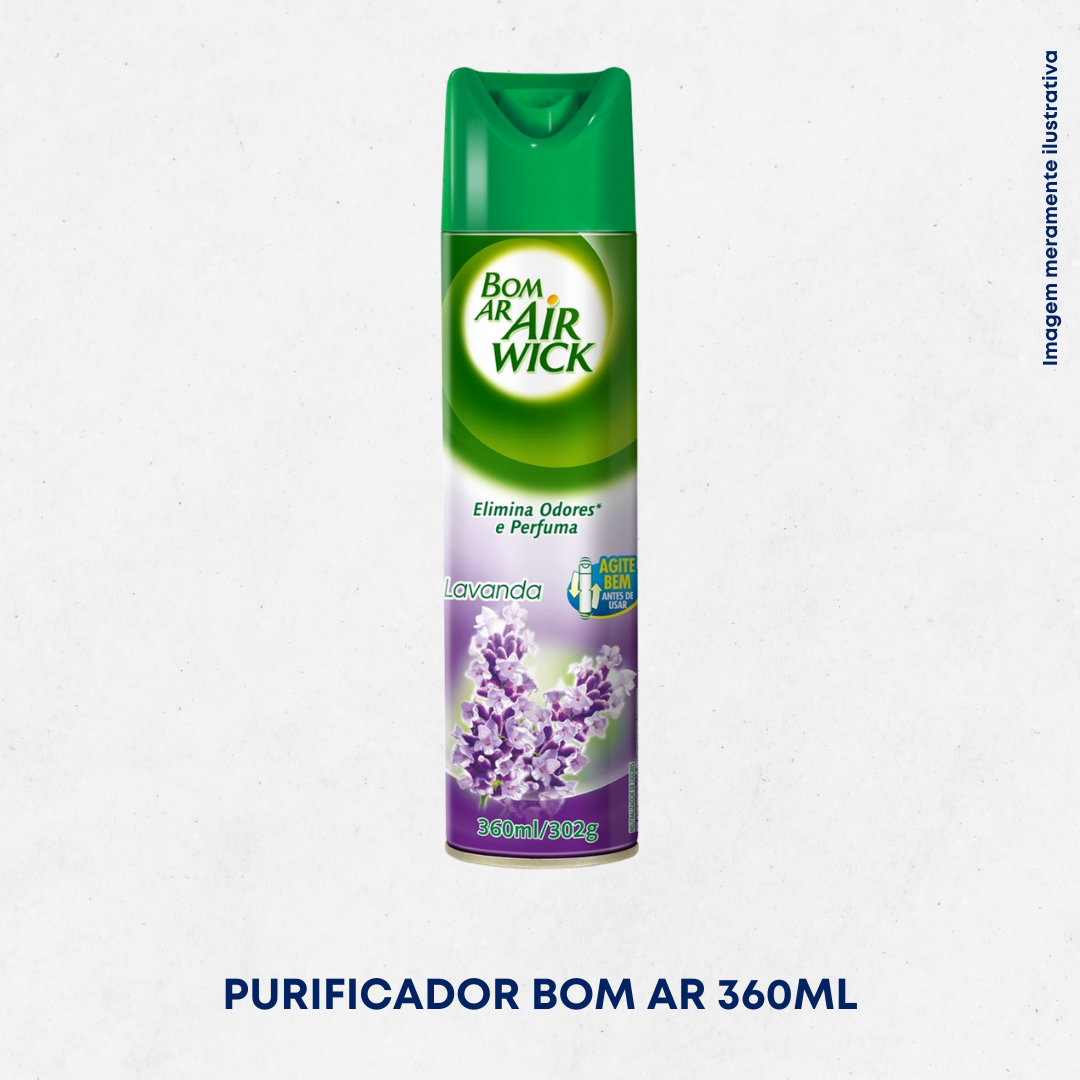 Imagem meramente ilustrativa
BOM
AR AIR
WICK
Elimina Odores*
e Perfuma
Lavanda
AGITE
BEM
ANTES DE
USAR
360ml/302g
PURIFICADOR BOM AR 360ML